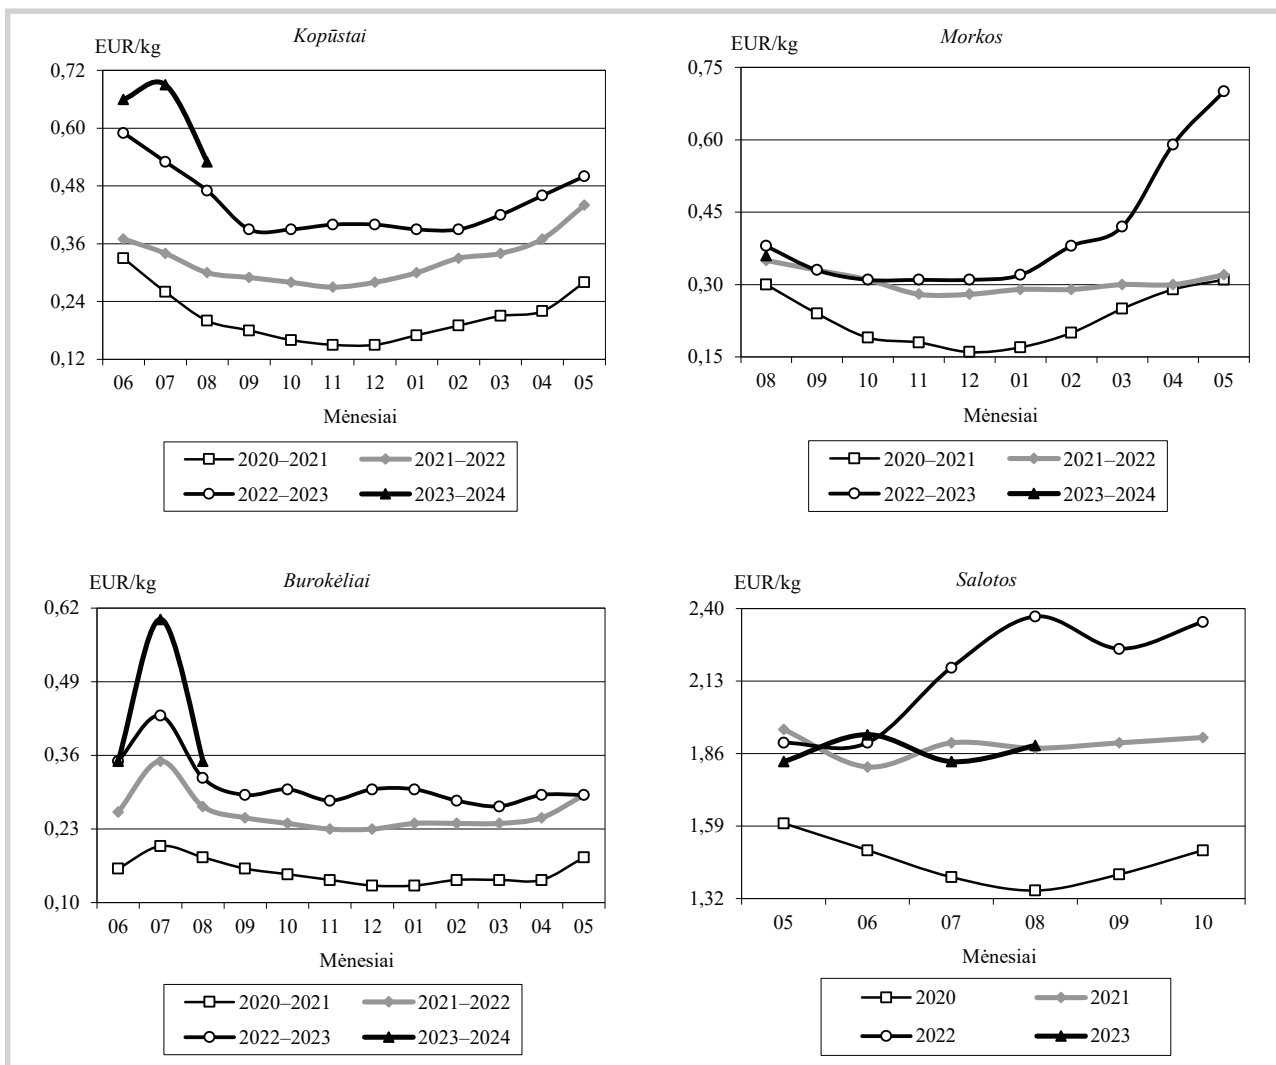 Kopūstai
EUR/kg
0,72
0,60
0,48
0,36
0,24
0,12
06 07 08 09 10 11 12 01 02 03 04 05
Mėnesiai
2020–2021 2021–2022
2022–2023 2023–2024
Morkos
EUR/kg
0,75
0,60
0,45
0,30
0,15
08 09 10 11 12 01 02 03 04 05
Mėnesiai
2020–2021 2021–2022
2022–2023 2023–2024
Burokėliai
EUR/kg
0,62
0,49
0,36
0,23
0,10
06 07 08 09 10 11 12 01 02 03 04 05
Mėnesiai
2020–2021 2021–2022
2022–2023 2023–2024
Salotos
EUR/kg
2,40
2,13
1,86
1,59
1,32
05 06 07 08 09 10
Mėnesiai
2020 2021
2022 2023